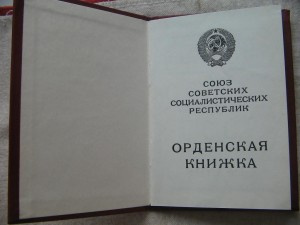 СОЮЗ
СОВЕТСКИХ
СОЦИАЛИСТИЧЕСКИХ
РЕСПУБЛИК
ОРДЕНСКАЯ
КНИЖКА